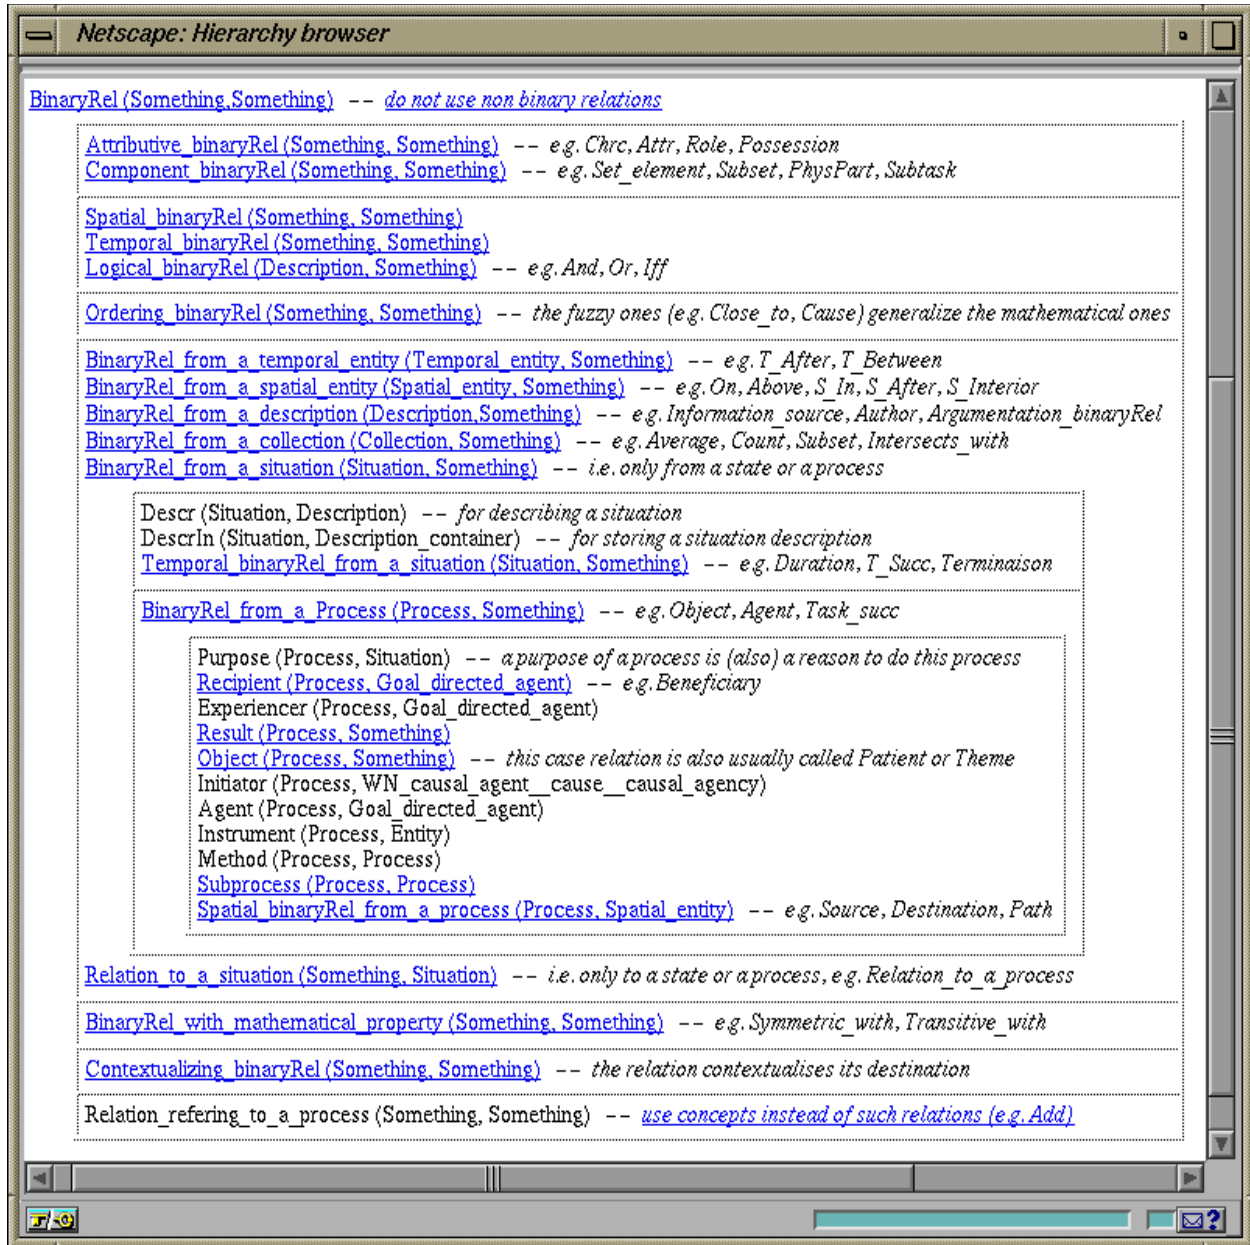 Netscape: Hierarchy browser
BinaryRel (Something,Something) -- do not use non binary relations
Attributive_binaryRel (Something, Something) -- e.g. Chrc, Attr, Role, Possession
Component_binaryRel (Something, Something) -- e.g. Set_element, Subset, PhysPart, Subtask
Spatial_binaryRel (Something, Something)
Temporal_binaryRel (Something, Something)
Logical_binaryRel (Description, Something) -- e.g. And, Or, Iff
Ordering_binaryRel (Something, Something) -- the fuzzy ones (e.g. Close_to, Cause) generalize the mathematical ones
BinaryRel_from_a_temporal_entity (Temporal_entity, Something) -- e.g. T_After, T_Between
BinaryRel_from_a_spatial_entity (Spatial_entity, Something) -- e.g. On, Above, S_In, S_After, S_Interior
BinaryRel_from_a_description (Description,Something) -- e.g. Information_source, Author, Argumentation_binaryRel
BinaryRel_from_a_collection (Collection, Something) -- e.g. Average, Count, Subset, Intersects_with
BinaryRel_from_a_situation (Situation, Something) -- i.e. only from a state or a process
Descr (Situation, Description) -- for describing a situation
DescrIn (Situation, Description_container) -- for storing a situation description
Temporal_binaryRel_from_a_situation (Situation, Something) -- e.g. Duration, T_Succ, Terminaison
BinaryRel_from_a_Process (Process, Something) -- e.g. Object, Agent, Task_succ
Purpose (Process, Situation) -- a purpose of a process is (also) a reason to do this process
Recipient (Process, Goal_directed_agent) -- e.g. Beneficiary
Experiencer (Process, Goal_directed_agent)
Result (Process, Something)
Object (Process, Something) -- this case relation is also usually called Patient or Theme
Initiator (Process, WN_causal_agent__cause__causal_agency)
Agent (Process, Goal_directed_agent)
Instrument (Process, Entity)
Method (Process, Process)
Subprocess (Process, Process)
Spatial_binaryRel_from_a_process (Process, Spatial_entity) -- e.g. Source, Destination, Path
Relation_to_a_situation (Something, Situation) -- i.e. only to a state or a process, e.g. Relation_to_a_process
BinaryRel_with_mathematical_property (Something, Something) -- e.g. Symmetric_with, Transitive_with
Contextualizing_binaryRel (Something, Something) -- the relation contextualises its destination
Relation_refering_to_a_process (Something, Something) -- use concepts instead of such relations (e.g. Add)